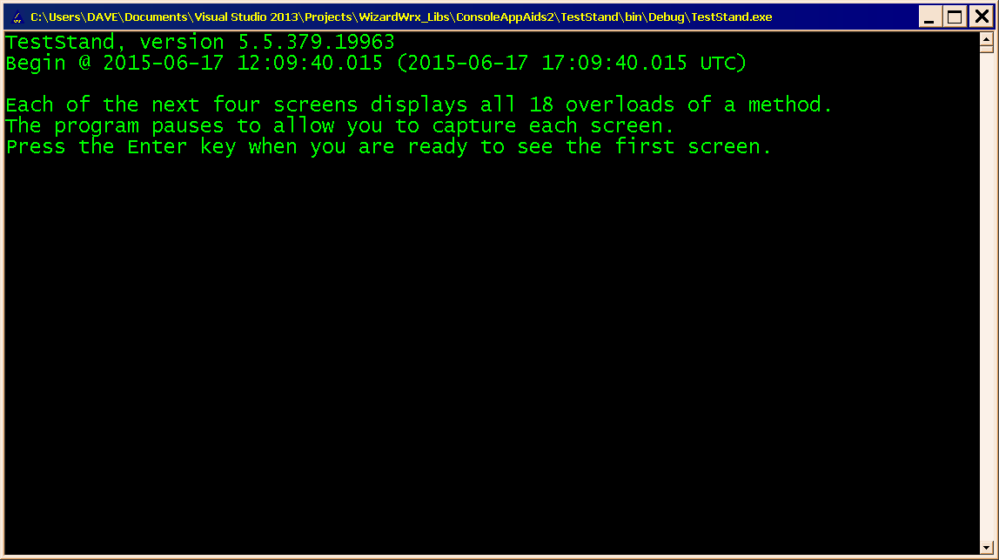 C:\Users\DAVE\Documents\Visual Studio 2013\Projects\WizardWrx_Libs\ConsoleAppAids2\TestStand\bin\Debug\TestStand.exe
TestStand, version 5.5.379.19963
Begin @ 2015-06-17 12:09:40.015 (2015-06-17 17:09:40.015 UTC)
Each of the next four screens displays all 18 overloads of a method.
The program pauses to allow you to capture each screen.
Press the Enter key when you are ready to see the first screen.